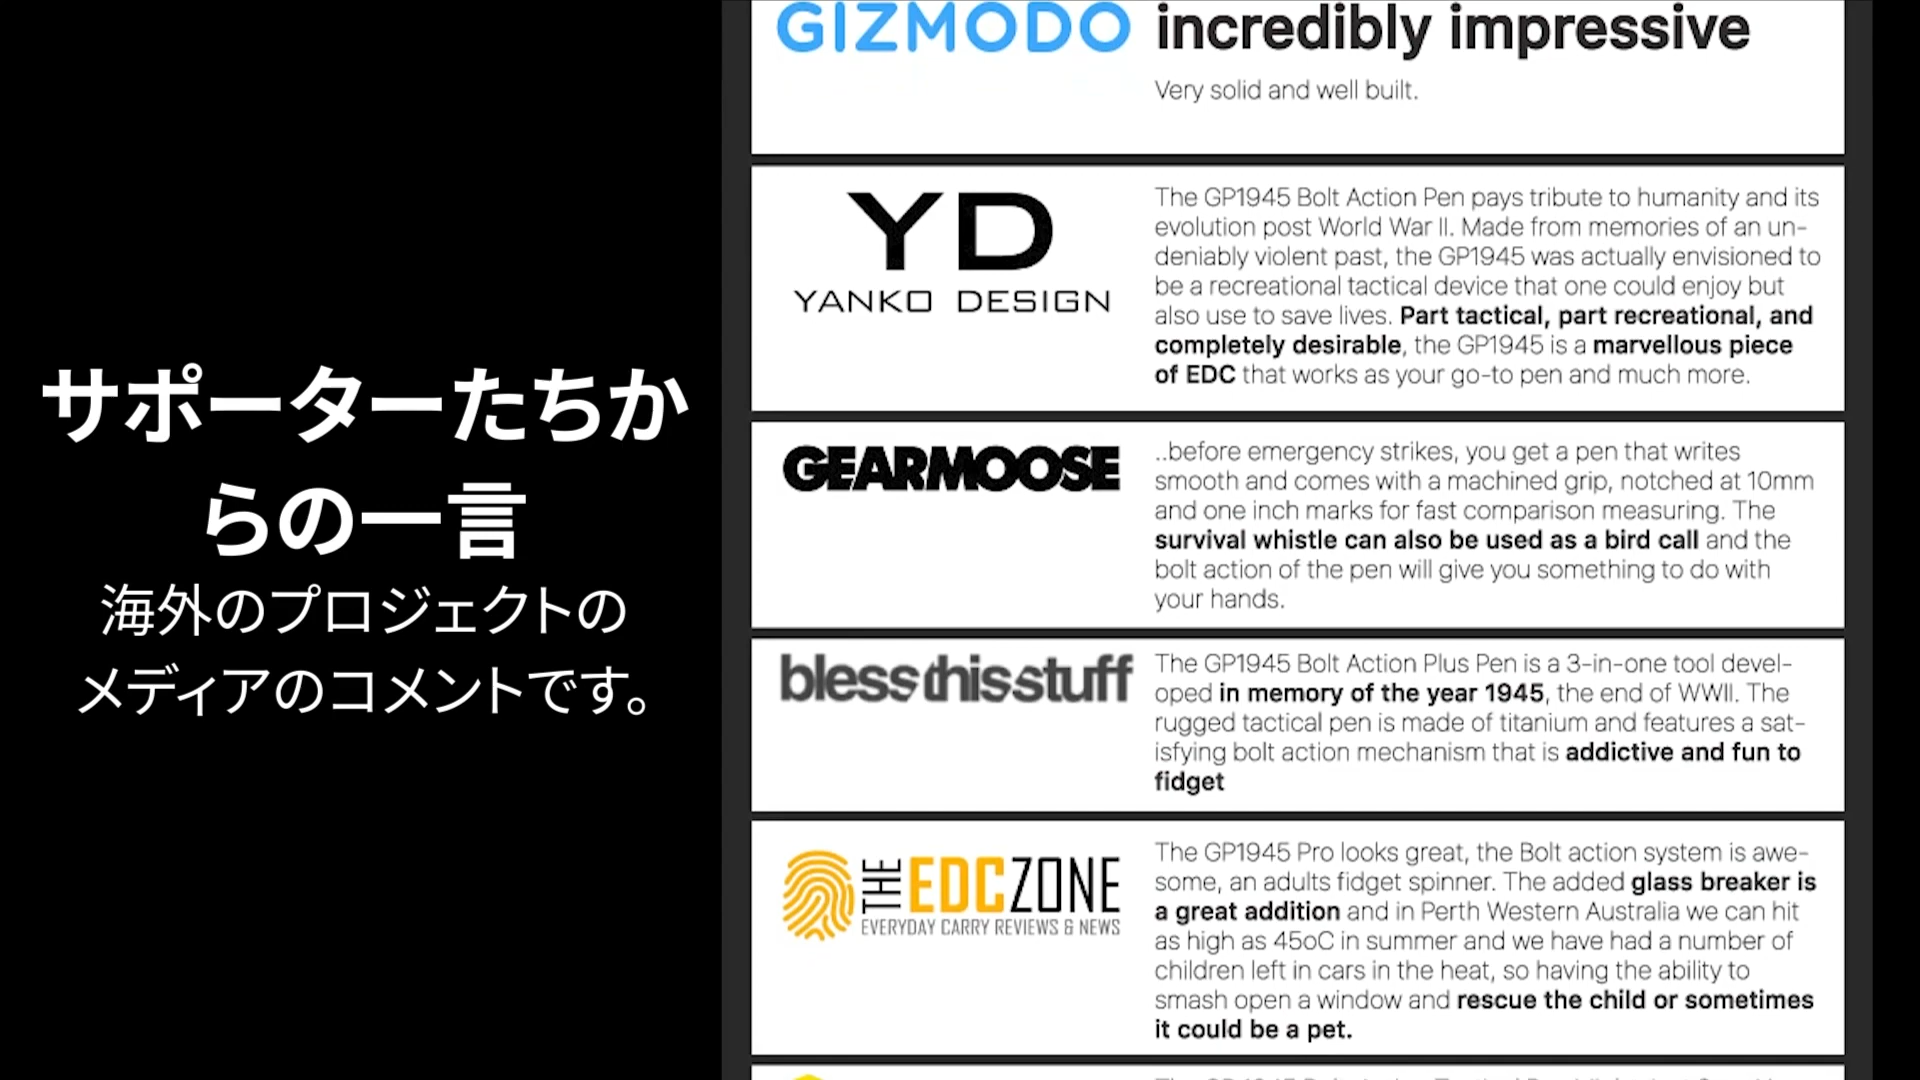 サポーターたちか
らの一言
海外のプロジェクトの
メディアのコメントです。
GIZMODO
incredibly impressive
Very solid and well built.
YD
YANKO DESIGN
The GP1945 Bolt Action Pen pays tribute to humanity and its
evolution post World War II. Made from memories of an un-
deniably violent past, the GP1945 was actually envisioned to
be a recreational tactical device that one could enjoy but
also use to save lives. Part tactical, part recreational, and
completely desirable, the GP1945 is a marvellous piece
of EDC that works as your go-to pen and much more.
GEARMOOSE
..before emergency strikes, you get a pen that writes
smooth and comes with a machined grip, notched at 10mm
and one inch marks for fast comparison measuring. The
survival whistle can also be used as a bird call and the
bolt action of the pen will give you something to do with
your hands.
blessthisstuff
The GP1945 Bolt Action Plus Pen is a 3-in-one tool devel-
oped in memory of the year 1945, the end of WWII. The
rugged tactical pen is made of titanium and features a sat-
isfying bolt action mechanism that is addictive and fun to
fidget
THE EDCZONE
EVERYDAY CARRY REVIEWS & NEWS
The GP1945 Pro looks great, the Bolt action system is awe-
some, an adults fidget spinner. The added glass breaker is
a great addition and in Perth Western Australia we can hit
as high as 45oC in summer and we have had a number of
children left in cars in the heat, so having the ability to
smash open a window and rescue the child or sometimes
it could be a pet.